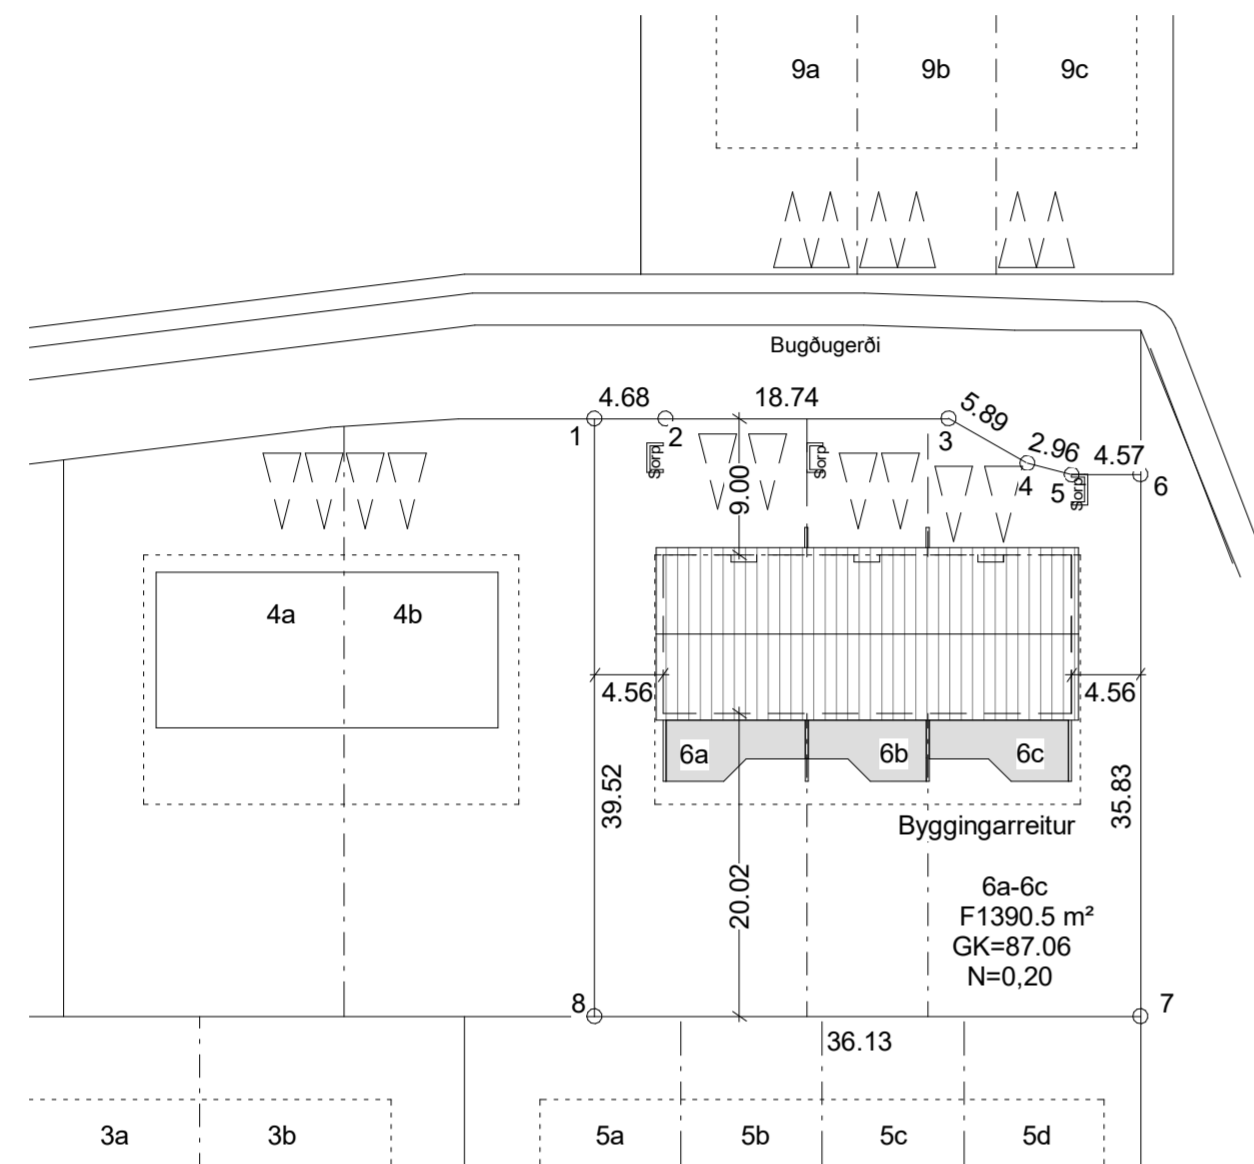 9a 9b 9c
Bugðugerði
4.68 18.74 5.89 2.96 4.57
1 2 3 4 5 6
Sorp Sorp Sorp
9.00
4a 4b
4.56 4.56
6a 6b 6c
39.52 35.83
Byggingarreitur
20.02
6a-6c
F1390.5 m²
GK=87.06
N=0,20
8 7
36.13
3a 3b 5a 5b 5c 5d